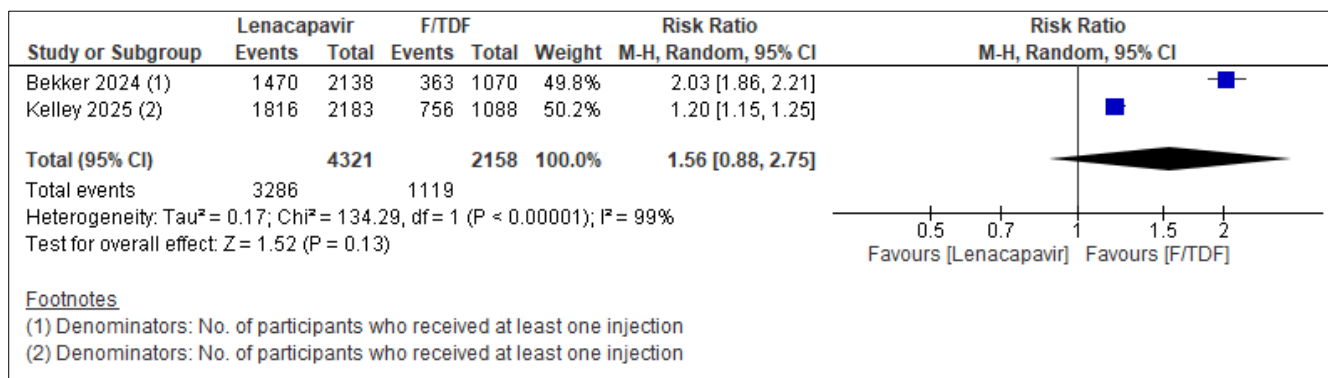 Lenacapavir F/TDF Risk Ratio Risk Ratio
Study or Subgroup Events Total Events Total Weight M-H, Random, 95% CI M-H, Random, 95% CI
Bekker 2024 (1) 1470 2138 363 1070 49.8% 2.03 [1.86, 2.21]
Kelley 2025 (2) 1816 2183 756 1088 50.2% 1.20 [1.15, 1.25]
Total (95% CI) 4321 2158 100.0% 1.56 [0.88, 2.75]
Total events 3286 1119
Heterogeneity: Tau² = 0.17; Chi² = 134.29, df = 1 (P < 0.00001); I² = 99%
Test for overall effect: Z = 1.52 (P = 0.13)
0.5 0.7 1 1.5 2
Favours [Lenacapavir] Favours [F/TDF]
Footnotes
(1) Denominators: No. of participants who received at least one injection
(2) Denominators: No. of participants who received at least one injection